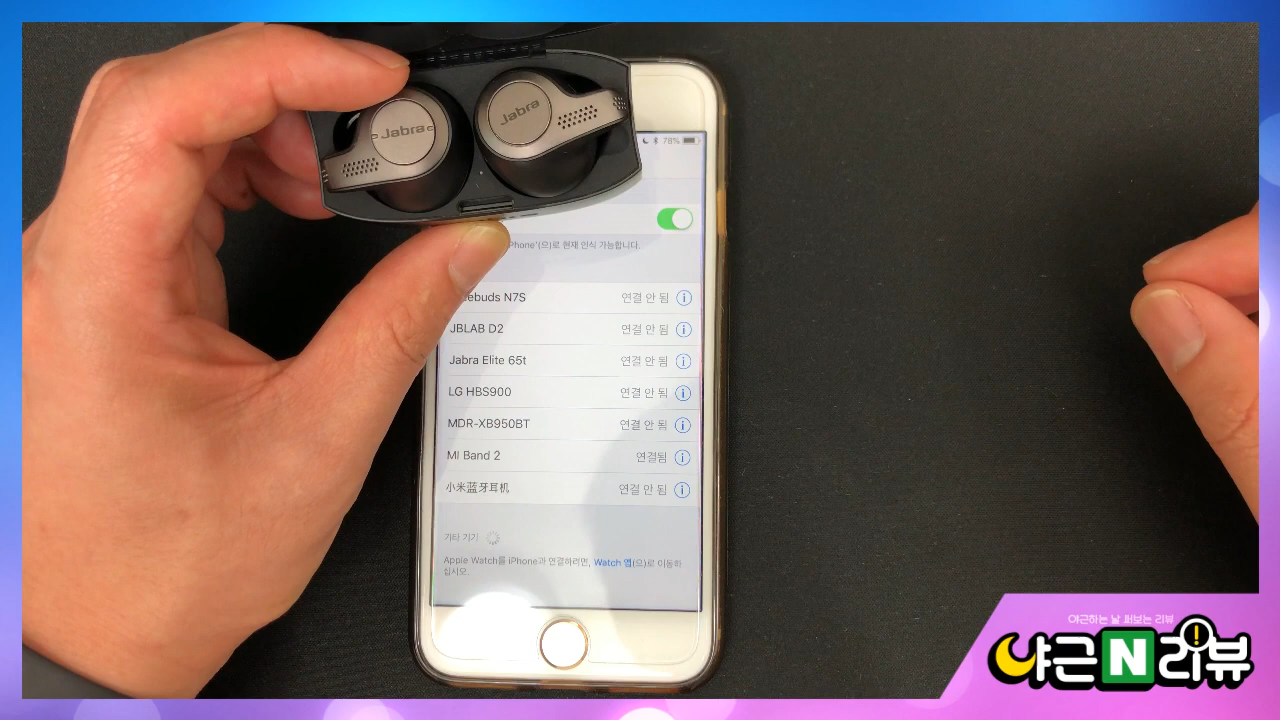 Jabra
Jabra
78%
Phone'(으)로 현재 인식 가능합니다.
ebuds N7S 연결 안 됨
JBLAB D2 연결 안 됨
Jabra Elite 65t 연결 안 됨
LG HBS900 연결 안 됨
MDR-XB950BT 연결 안 됨
MI Band 2 연결됨
小米蓝牙耳机 연결 안 됨
기타 기기
Apple Watch를 iPhone과 연결하려면, Watch 앱(으)로 이동하
십시오.
야근하는 날 써보는 리뷰
야근N리뷰